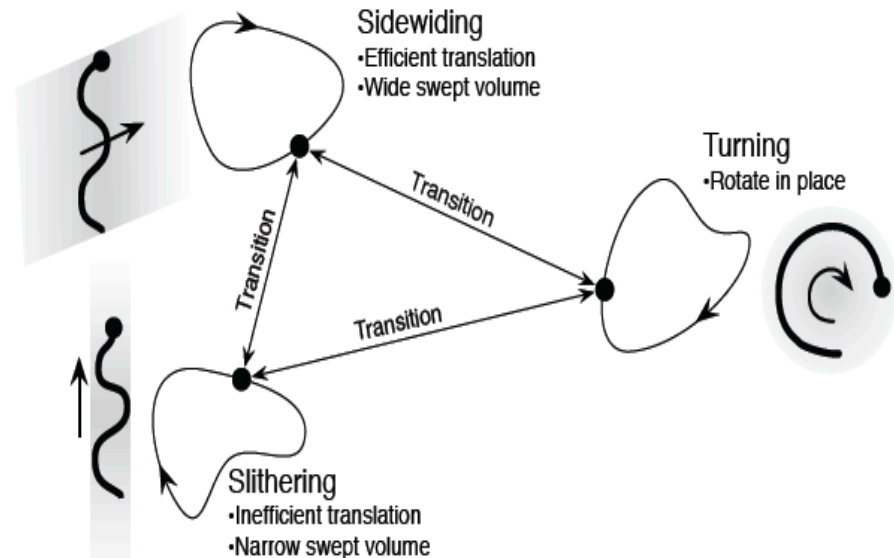 Sidewiding
•Efficient translation
•Wide swept volume
Turning
•Rotate in place
Transition
Transition
Transition
Slithering
•Inefficient translation
•Narrow swept volume